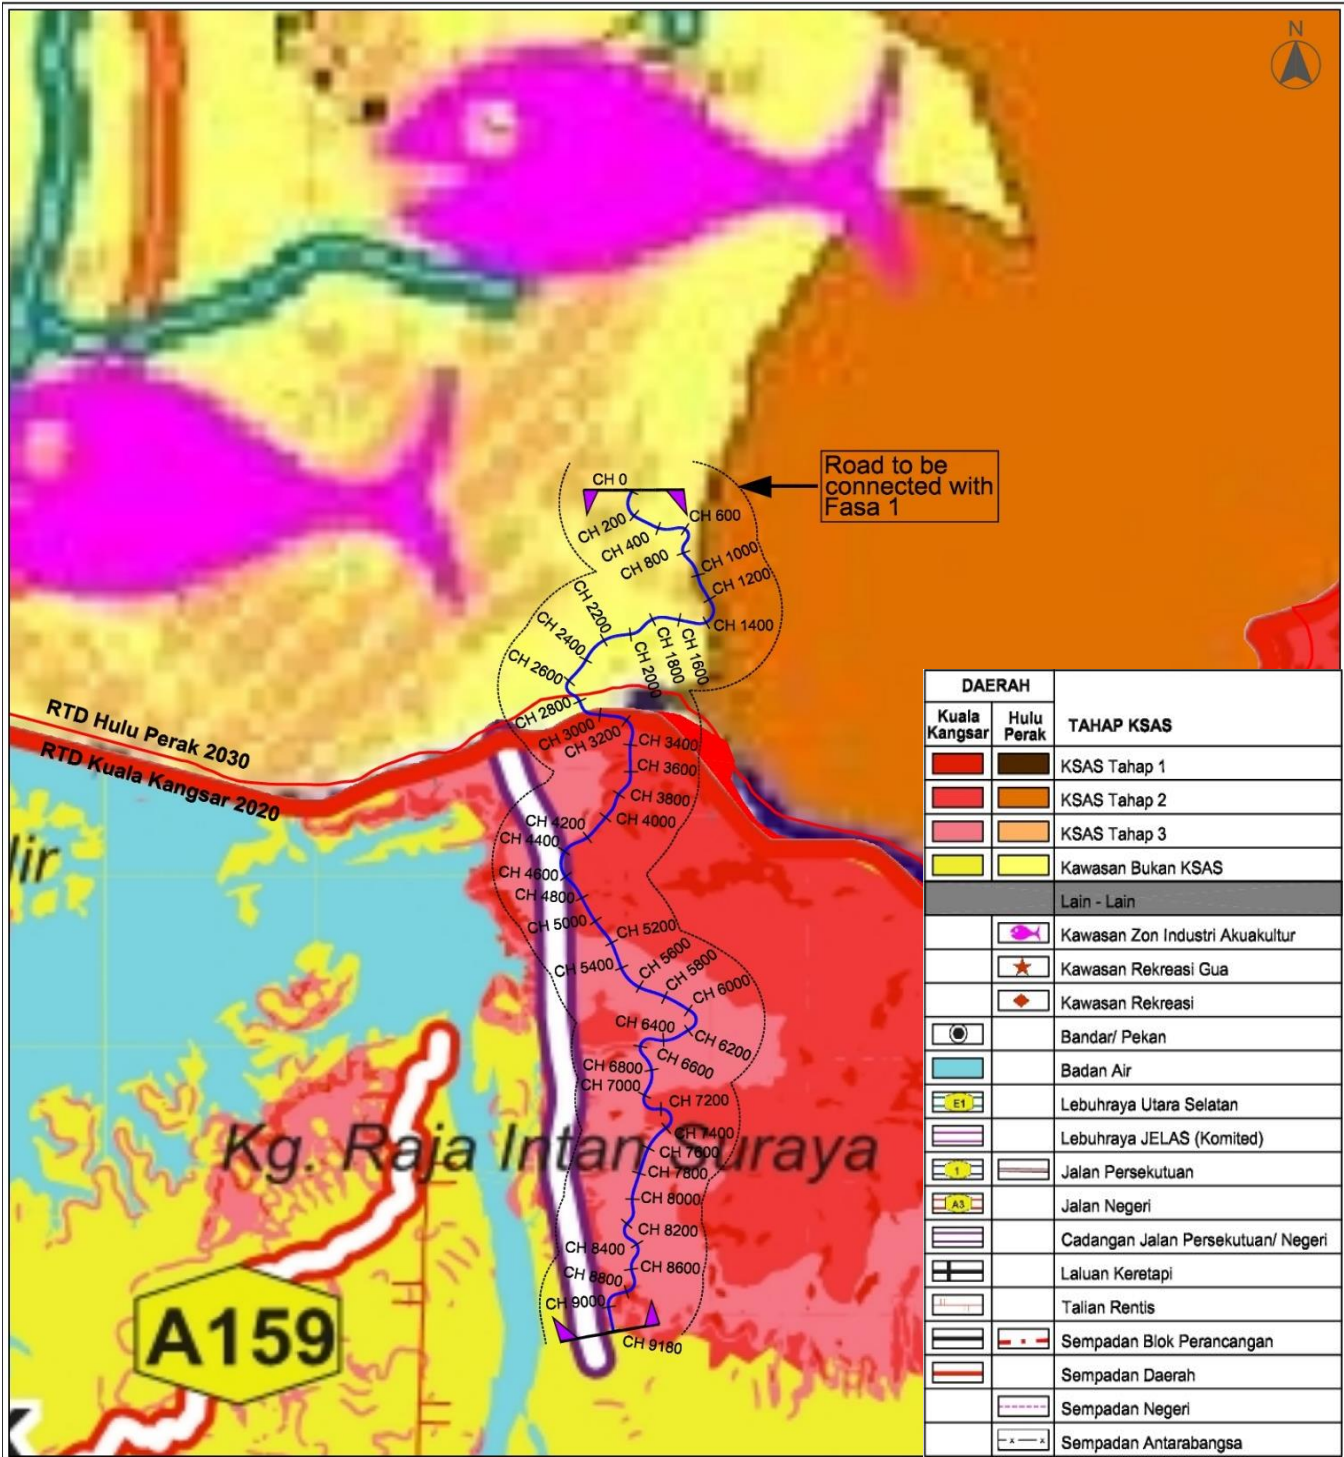 N
Road to be
connected with
Fasa 1
CH 0
CH 200
CH 400
CH 600
CH 800
CH 1000
CH 1200
CH 1400
CH 1600
CH 1800
CH 2000
CH 2200
CH 2400
CH 2600
CH 2800
CH 3000
CH 3200
CH 3400
CH 3600
CH 3800
CH 4000
CH 4200
CH 4400
CH 4600
CH 4800
CH 5000
CH 5200
CH 5400
CH 5600
CH 5800
CH 6000
CH 6200
CH 6400
CH 6600
CH 6800
CH 7000
CH 7200
CH 7400
CH 7600
CH 7800
CH 8000
CH 8200
CH 8400
CH 8600
CH 8800
CH 9000
CH 9180
RTD Hulu Perak 2030
RTD Kuala Kangsar 2020
lir
Kg. Raja Intan Suraya
A159
DAERAH
Kuala Kangsar
Hulu Perak
TAHAP KSAS
KSAS Tahap 1
KSAS Tahap 2
KSAS Tahap 3
Kawasan Bukan KSAS
Lain - Lain
Kawasan Zon Industri Akuakultur
Kawasan Rekreasi Gua
Kawasan Rekreasi
Bandar/ Pekan
Badan Air
E1 Lebuhraya Utara Selatan
Lebuhraya JELAS (Komited)
1 Jalan Persekutuan
A3 Jalan Negeri
Cadangan Jalan Persekutuan/ Negeri
Laluan Keretapi
Talian Rentis
Sempadan Blok Perancangan
Sempadan Daerah
Sempadan Negeri
Sempadan Antarabangsa